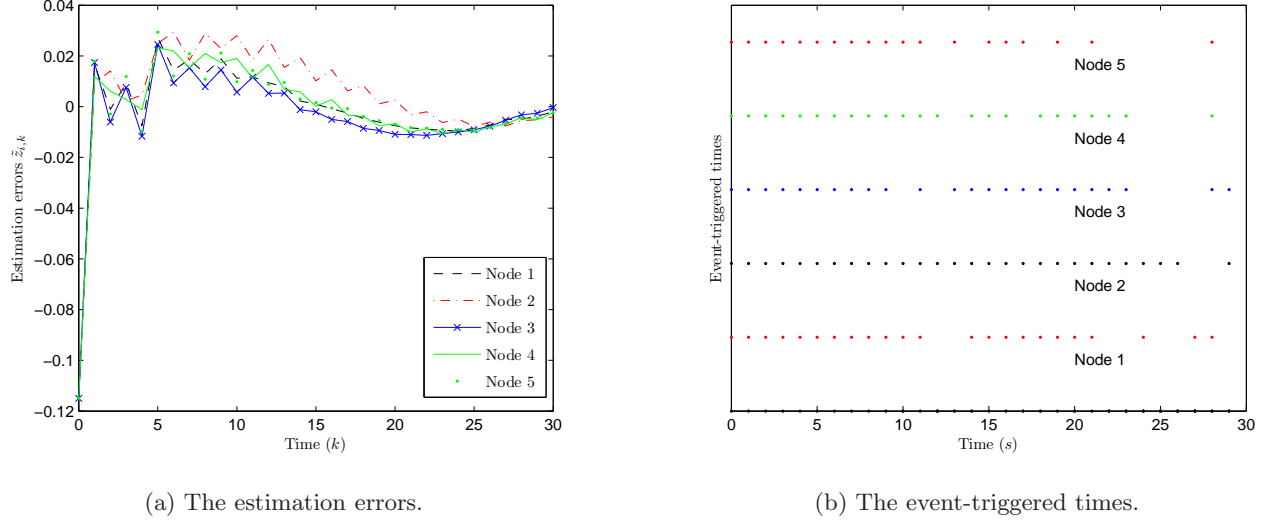 0.04
0.02
0
−0.02
−0.04
−0.06
−0.08
−0.1
−0.12
Estimation errors z̃i,k
0 5 10 15 20 25 30
Time (k)
Node 1
Node 2
Node 3
Node 4
Node 5
(a) The estimation errors.
Event-triggered times
Node 5
Node 4
Node 3
Node 2
Node 1
0 5 10 15 20 25 30
Time (s)
(b) The event-triggered times.